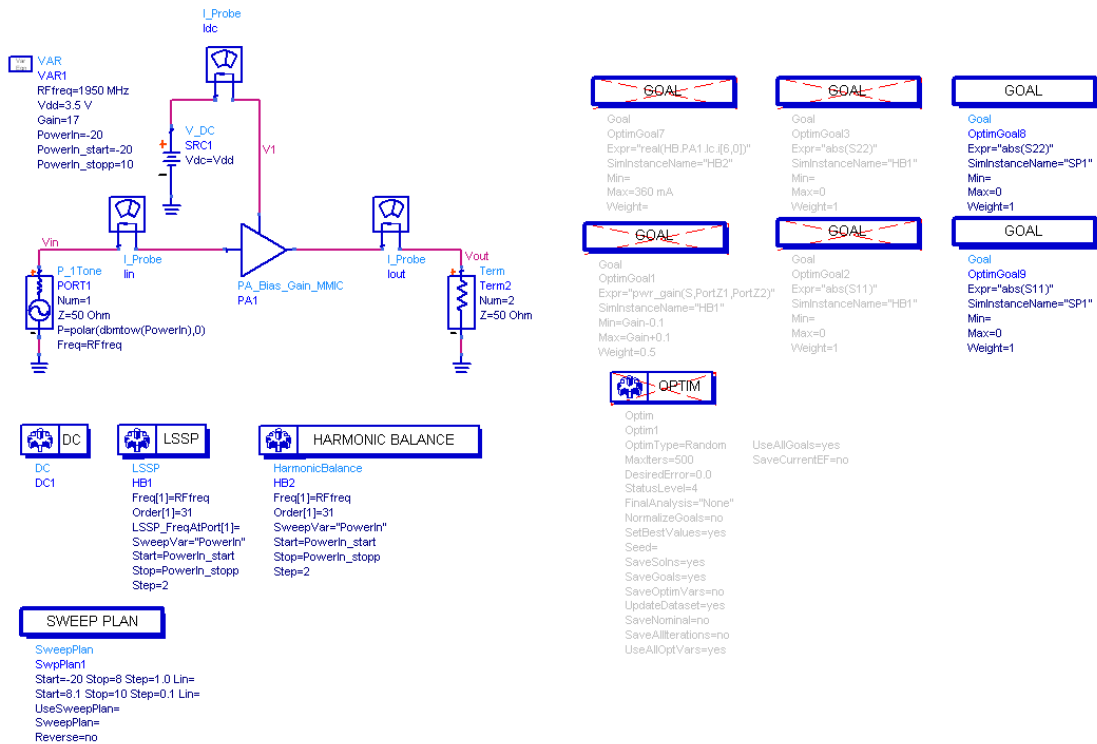 I_Probe
Idc
Var
Eqn
VAR
VAR1
RFfreq=1950 MHz
Vdd=3.5 V
Gain=17
PowerIn=-20
PowerIn_start=-20
PowerIn_stopp=10
V_DC
SRC1
Vdc=Vdd
V1
Vin
I_Probe
Iin
P_1Tone
PORT1
Num=1
Z=50 Ohm
P=polar(dbmtow(PowerIn),0)
Freq=RFfreq
PA_Bias_Gain_MMIC
PA1
I_Probe
Iout
Vout
Term
Term2
Num=2
Z=50 Ohm
GOAL
Goal
OptimGoal7
Expr="real(HB.PA1.Ic.i[6,0])"
SimInstanceName="HB2"
Min=
Max=360 mA
Weight=
GOAL
Goal
OptimGoal3
Expr="abs(S22)"
SimInstanceName="HB1"
Min=
Max=0
Weight=1
GOAL
Goal
OptimGoal8
Expr="abs(S22)"
SimInstanceName="SP1"
Min=
Max=0
Weight=1
GOAL
Goal
OptimGoal1
Expr="pwr_gain(S,PortZ1,PortZ2)"
SimInstanceName="HB1"
Min=Gain-0.1
Max=Gain+0.1
Weight=0.5
GOAL
Goal
OptimGoal2
Expr="abs(S11)"
SimInstanceName="HB1"
Min=
Max=0
Weight=1
GOAL
Goal
OptimGoal9
Expr="abs(S11)"
SimInstanceName="SP1"
Min=
Max=0
Weight=1
OPTIM
Optim
Optim1
OptimType=Random UseAllGoals=yes
MaxIters=500 SaveCurrentEF=no
DesiredError=0.0
StatusLevel=4
FinalAnalysis="None"
NormalizeGoals=no
SetBestValues=yes
Seed=
SaveSolns=yes
SaveGoals=yes
SaveOptimVars=no
UpdateDataset=yes
SaveNominal=no
SaveAllIterations=no
UseAllOptVars=yes
DC
DC
DC1
LSSP
LSSP
HB1
Freq[1]=RFfreq
Order[1]=31
LSSP_FreqAtPort[1]=
SweepVar="PowerIn"
Start=PowerIn_start
Stop=PowerIn_stopp
Step=2
HARMONIC BALANCE
HarmonicBalance
HB2
Freq[1]=RFfreq
Order[1]=31
SweepVar="PowerIn"
Start=PowerIn_start
Stop=PowerIn_stopp
Step=2
SWEEP PLAN
SweepPlan
SwpPlan1
Start=-20 Stop=8 Step=1.0 Lin=
Start=8.1 Stop=10 Step=0.1 Lin=
UseSweepPlan=
SweepPlan=
Reverse=no